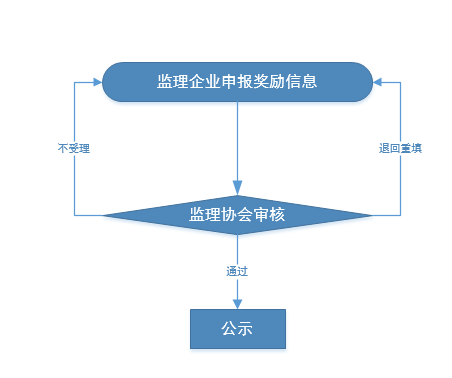 监理企业申报奖励信息
不受理
退回重填
监理协会审核
通过
公示